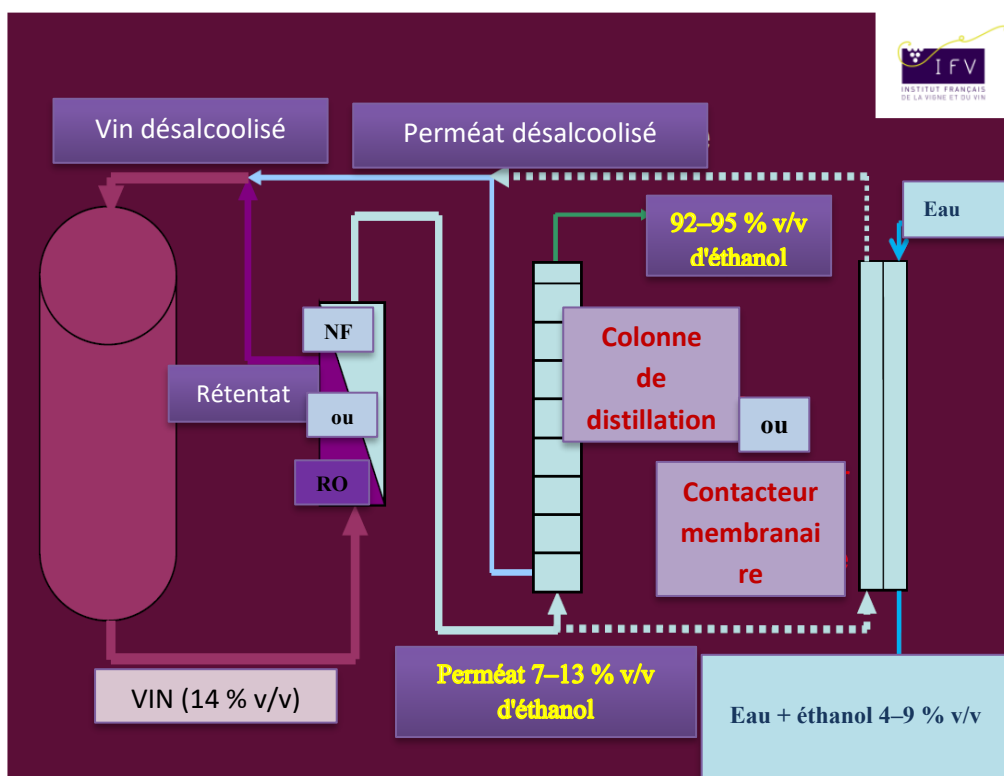 IFV
INSTITUT FRANÇAIS
DE LA VIGNE ET DU VIN
Vin désalcoolisé
Perméat désalcoolisé
Eau
92–95 % v/v
d'éthanol
NF
Colonne
de
distillation
Rétentat
ou
ou
RO
Contacteur
membranai
re
Perméat 7–13 % v/v
d'éthanol
VIN (14 % v/v)
Eau + éthanol 4–9 % v/v